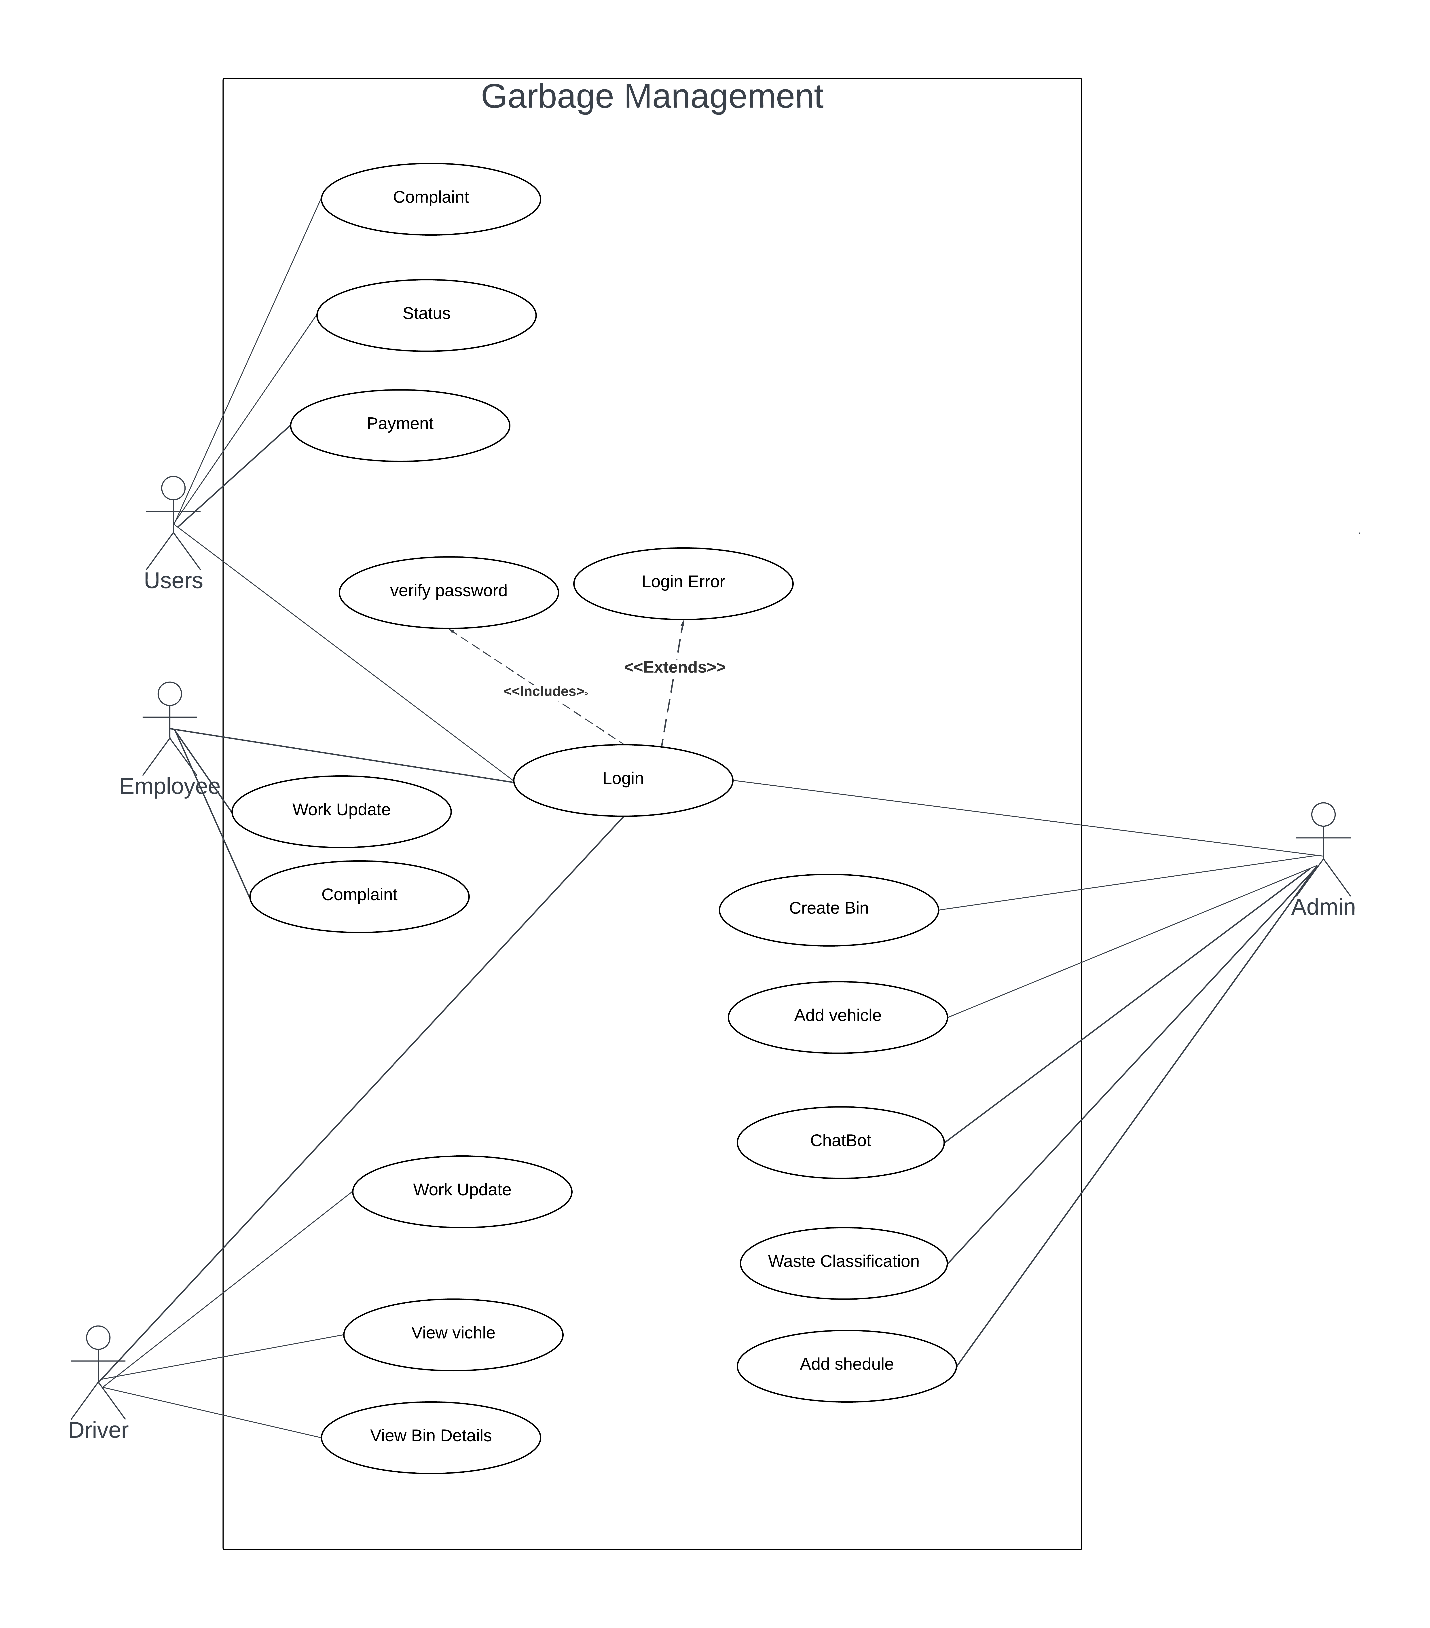 Garbage Management
Complaint
Status
Payment
Users
verify password
Login Error
<<Extends>>
<<Includes>
Employee
Login
Work Update
Complaint
Admin
Create Bin
Add vehicle
ChatBot
Work Update
Waste Classification
View vichle
Add shedule
Driver
View Bin Details